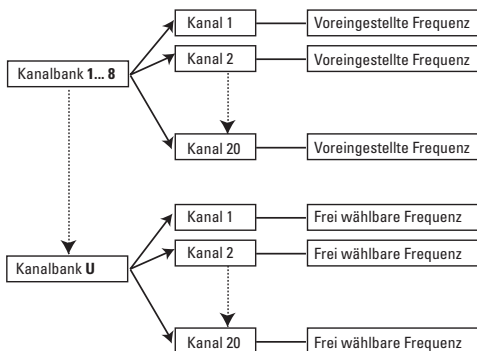 Kanal 1
Voreingestellte Frequenz
Kanalbank 1... 8
Kanal 2
Voreingestellte Frequenz
Kanal 20
Voreingestellte Frequenz
Kanalbank U
Kanal 1
Frei wählbare Frequenz
Kanal 2
Frei wählbare Frequenz
Kanal 20
Frei wählbare Frequenz